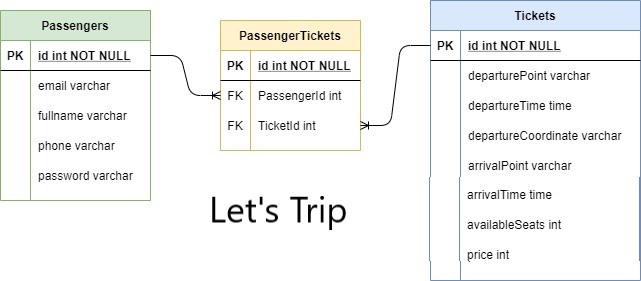 Passengers
PK id int NOT NULL
email varchar
fullname varchar
phone varchar
password varchar
PassengerTickets
PK id int NOT NULL
FK PassengerId int
FK TicketId int
Tickets
PK id int NOT NULL
departurePoint varchar
departureTime time
departureCoordinate varchar
arrivalPoint varchar
arrivalTime time
availableSeats int
price int
Let's Trip